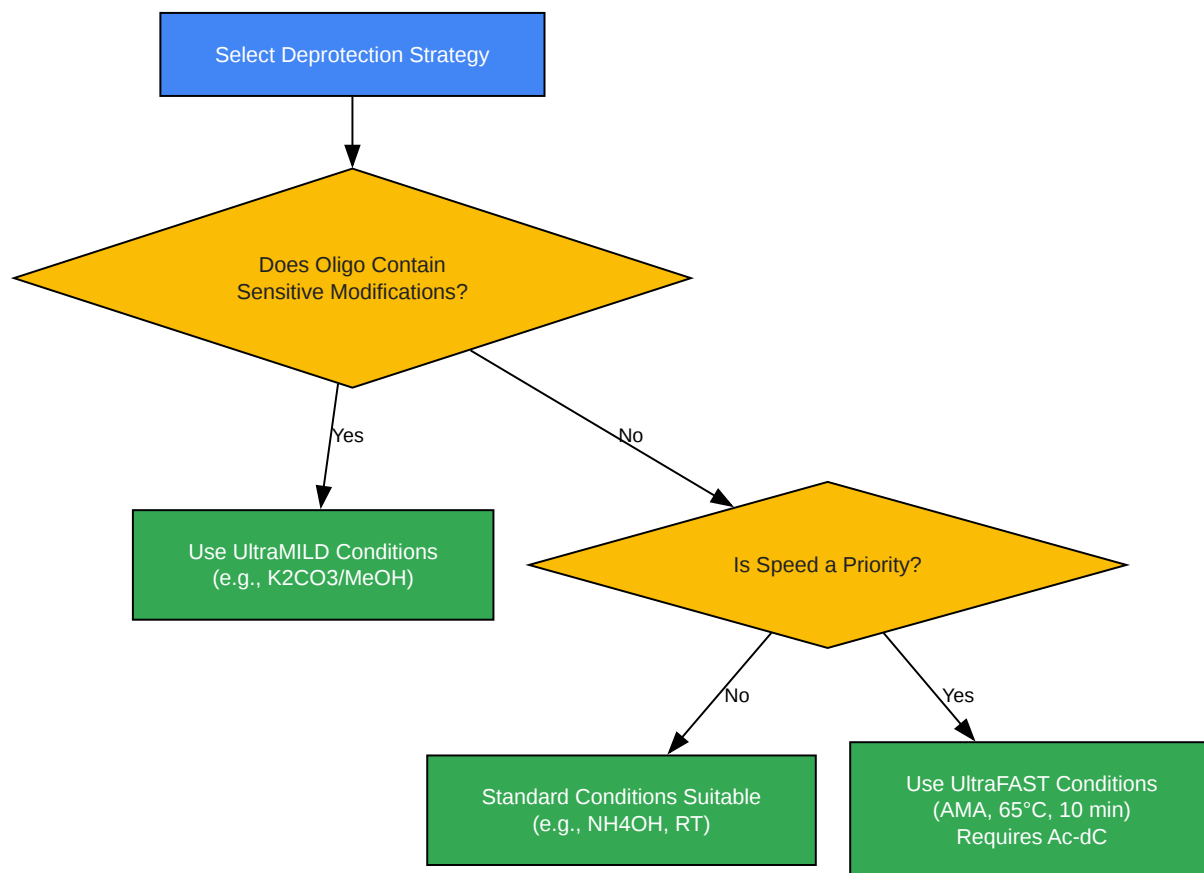 Select Deprotection Strategy
Does Oligo Contain
Sensitive Modifications?
Yes
No
Use UltraMILD Conditions
(e.g., K2CO3/MeOH)
Is Speed a Priority?
No
Yes
Standard Conditions Suitable
(e.g., NH4OH, RT)
Use UltraFAST Conditions
(AMA, 65°C, 10 min)
Requires Ac-dC